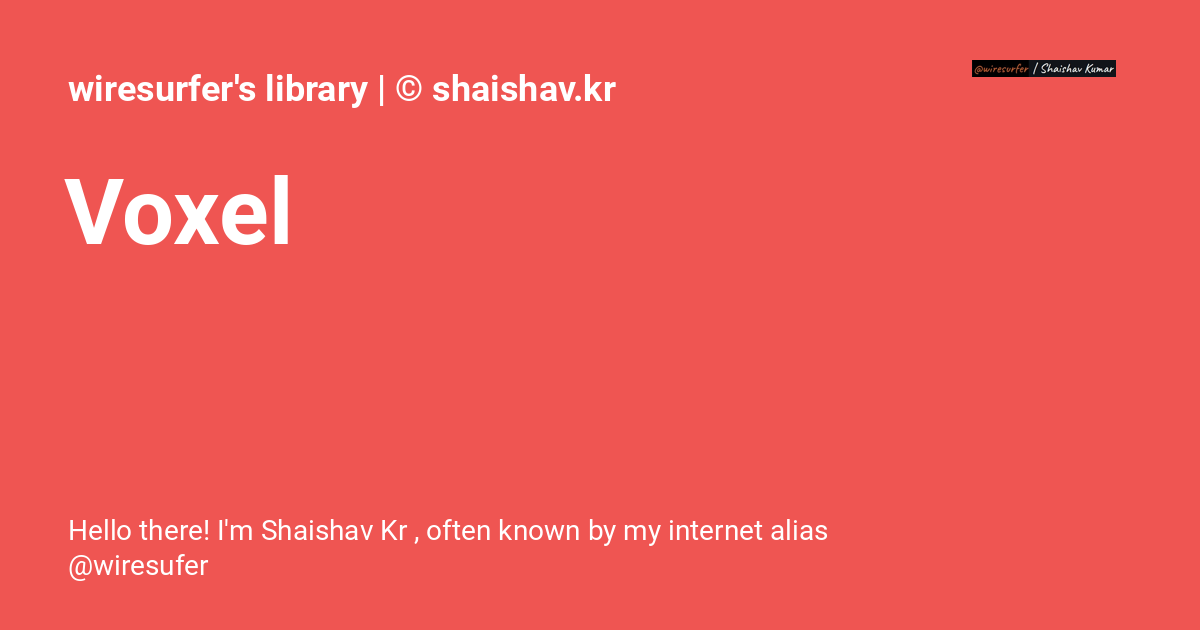 wiresurfer's library | © shaishav.kr
@wiresurfer | Shaishav Kumar
Voxel
Hello there! I'm Shaishav Kr , often known by my internet alias
@wiresufer